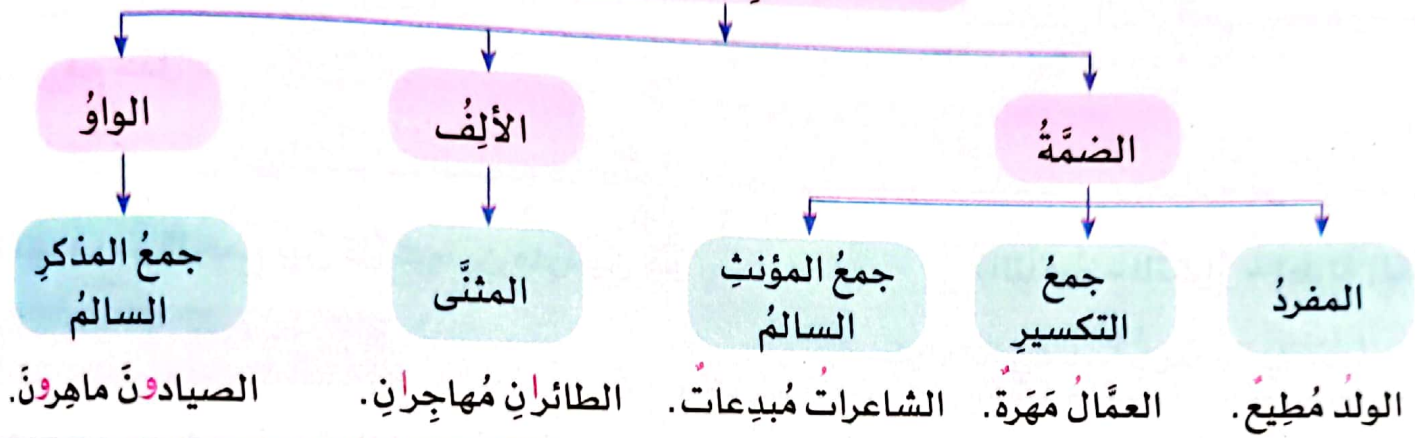 الضمَّةُ
الألِفُ
الواوُ
المفردُ
جمعُ
التكسيرِ
جمعُ المؤنثِ
السالمُ
المثنَّى
جمعُ المذكرِ
السالمُ
الولدُ مُطِيعٌ.
العمَّالُ مَهَرةٌ.
الشاعراتُ مُبدِعاتٌ.
الطائرانِ مُهاجِرانِ.
الصيادونَ ماهِرونَ.